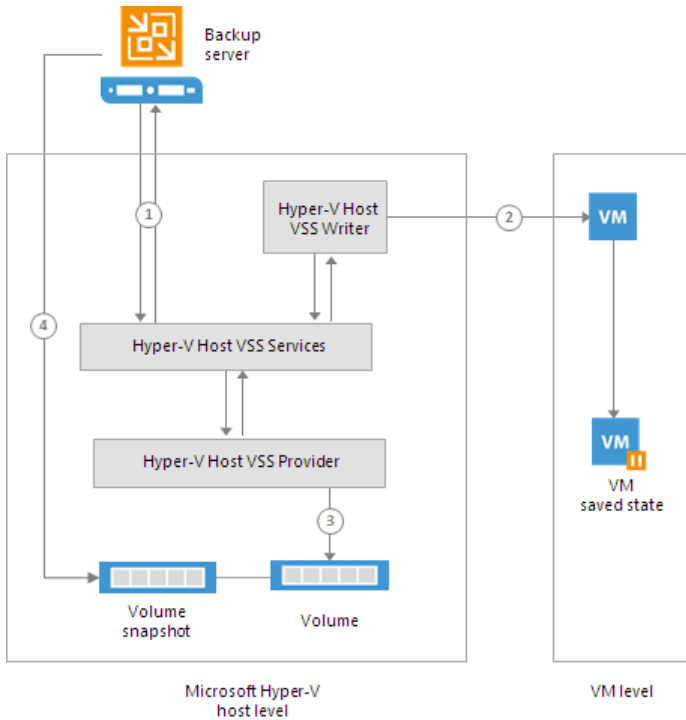 Backup
server
1
Hyper-V Host
VSS Writer
2
VM
4
Hyper-V Host VSS Services
VM
Hyper-V Host VSS Provider
VM
saved state
3
Volume
snapshot
Volume
Microsoft Hyper-V
host level
VM level